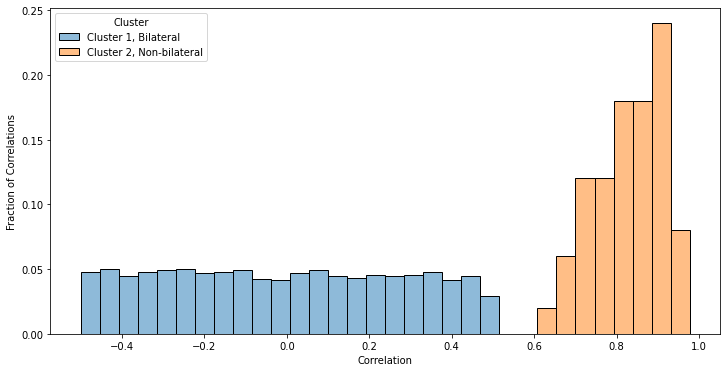 0.25
0.20
0.15
0.10
0.05
0.00
Fraction of Correlations
Cluster
Cluster 1, Bilateral
Cluster 2, Non-bilateral
−0.4 −0.2 0.0 0.2 0.4 0.6 0.8 1.0
Correlation